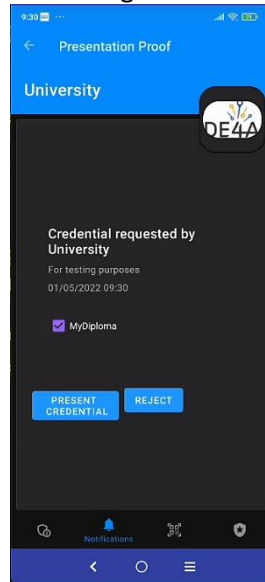 9:30
Presentation Proof
University
DE4A
Credential requested by
University
For testing purposes
01/05/2022 09:30
MyDiploma
PRESENT
CREDENTIAL
REJECT
Notifications